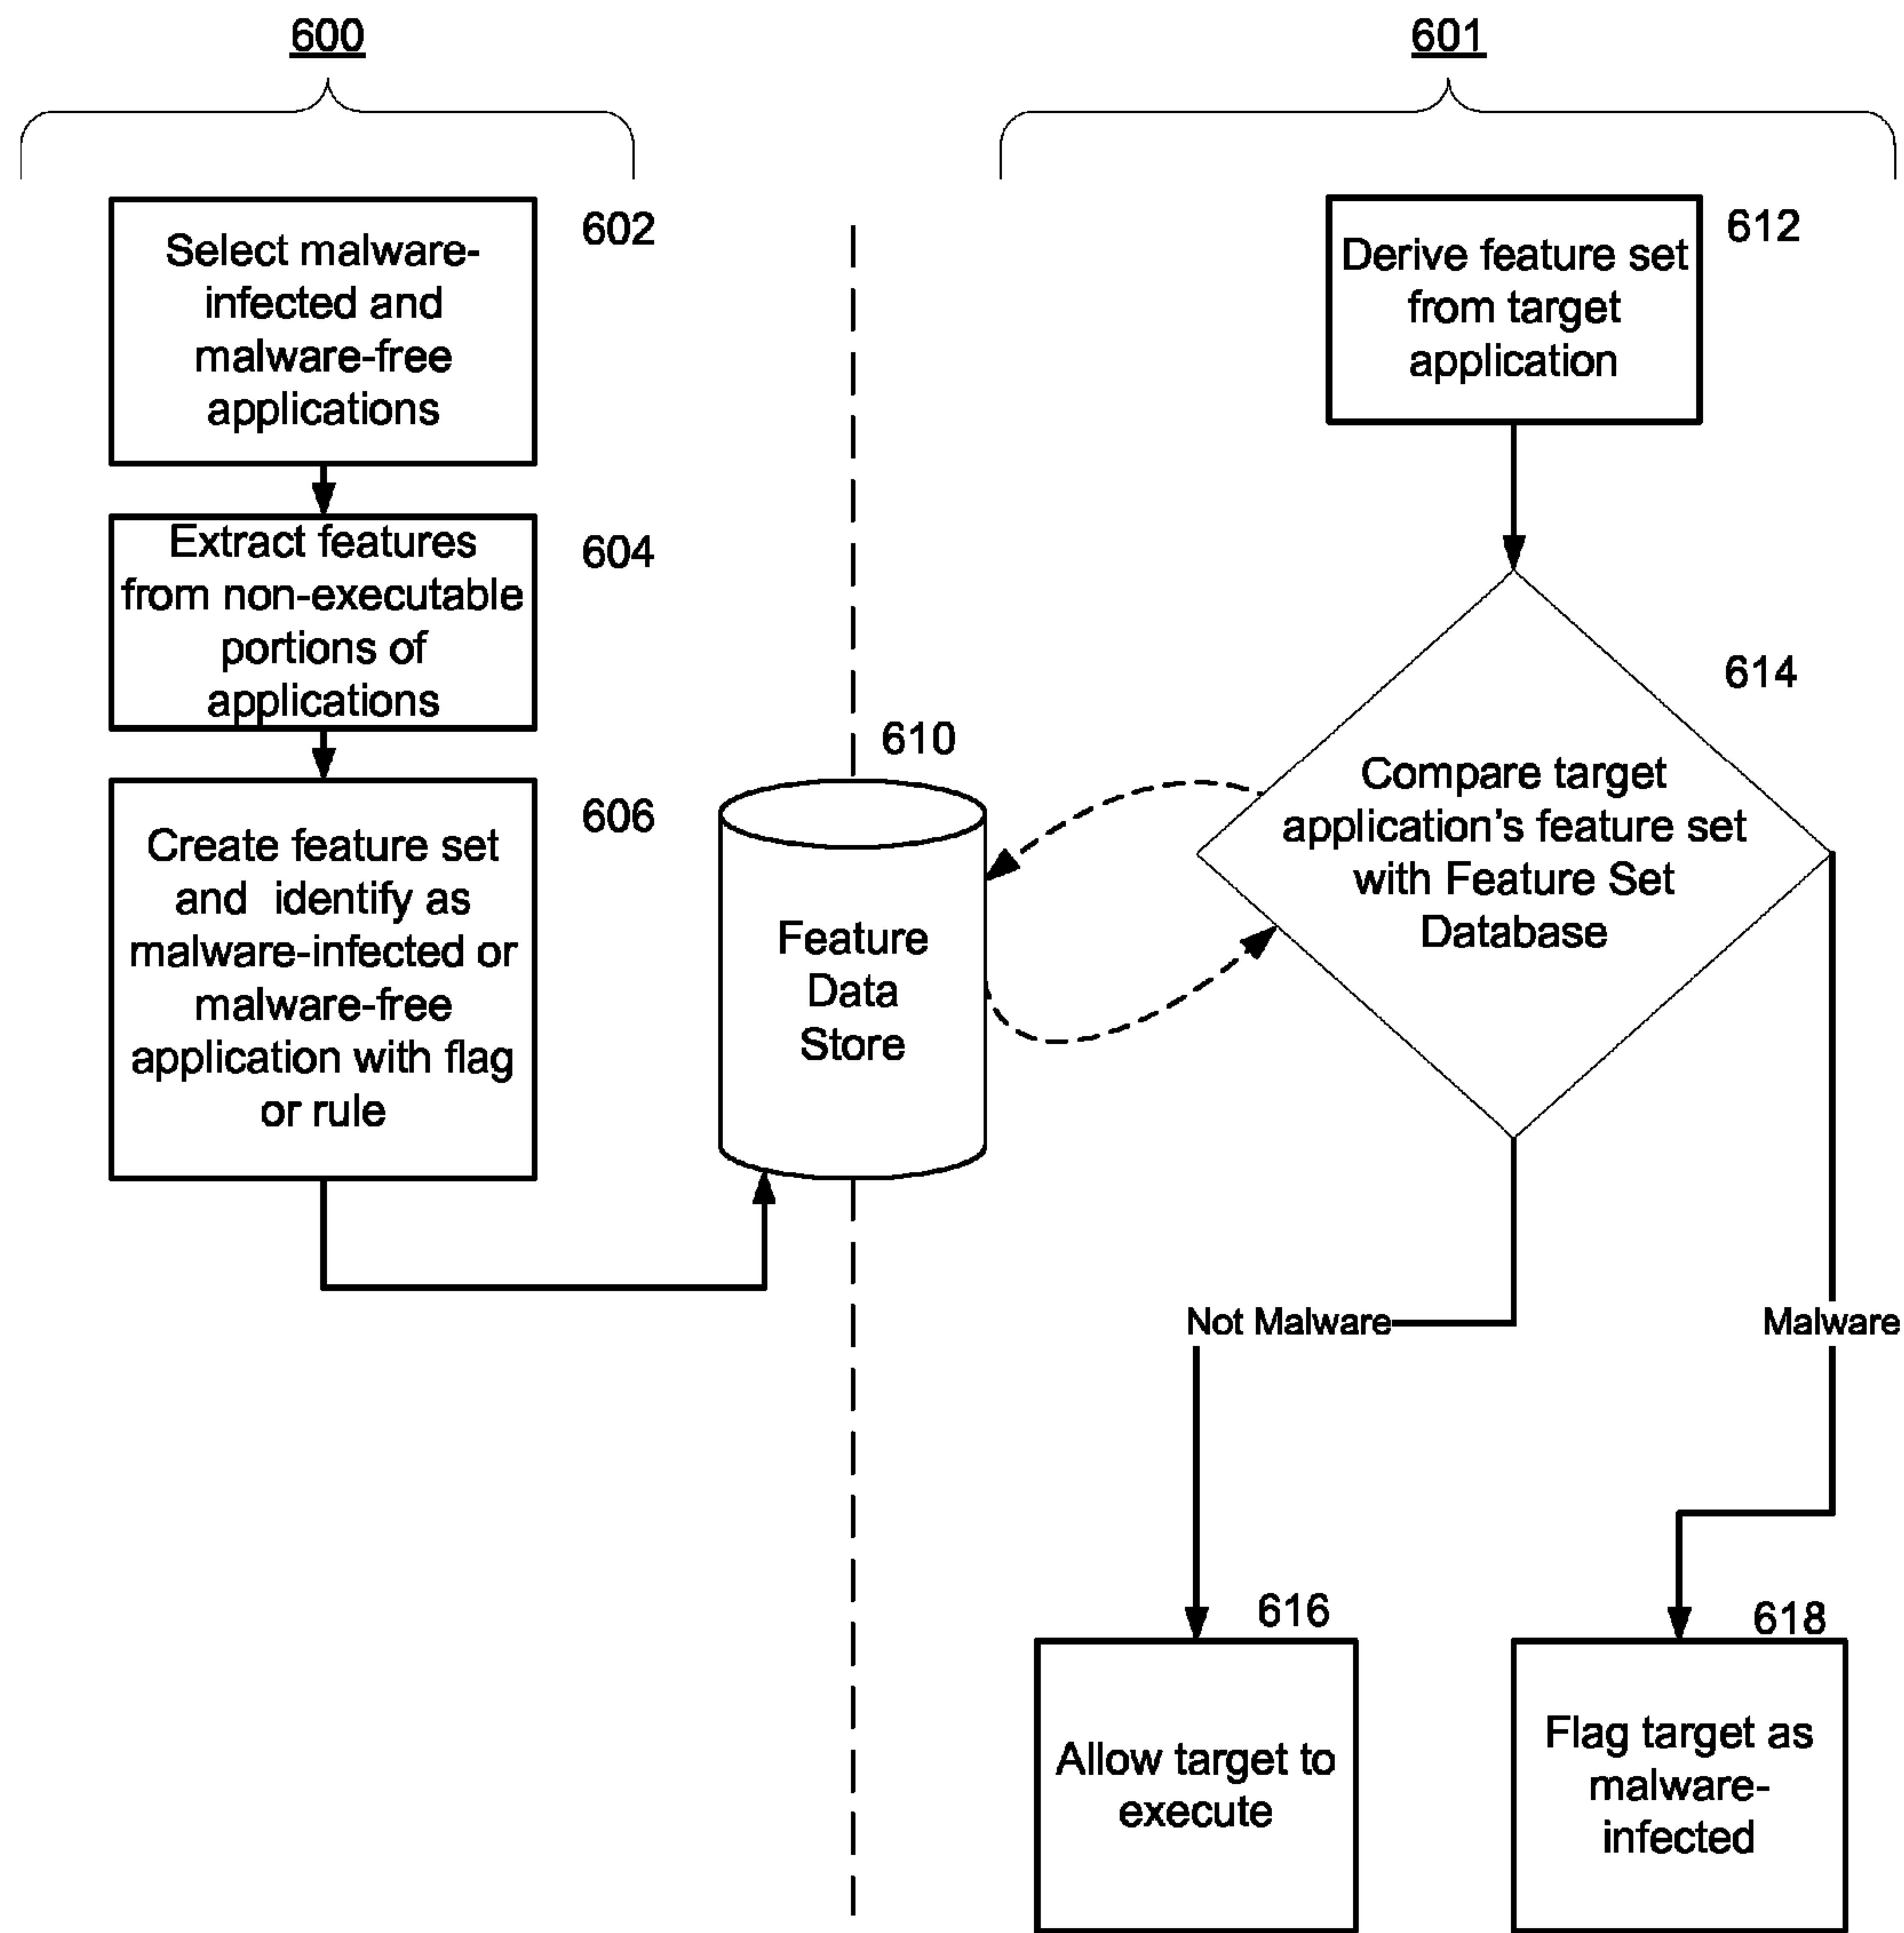 600
602
Select malware-
infected and
malware-free
applications
604
Extract features
from non-executable
portions of
applications
606
Create feature set
and identify as
malware-infected or
malware-free
application with flag
or rule
610
Feature
Data
Store
601
612
Derive feature set
from target
application
614
Compare target
application's feature set
with Feature Set
Database
Not Malware
Malware
616
Allow target to
execute
618
Flag target as
malware-
infected